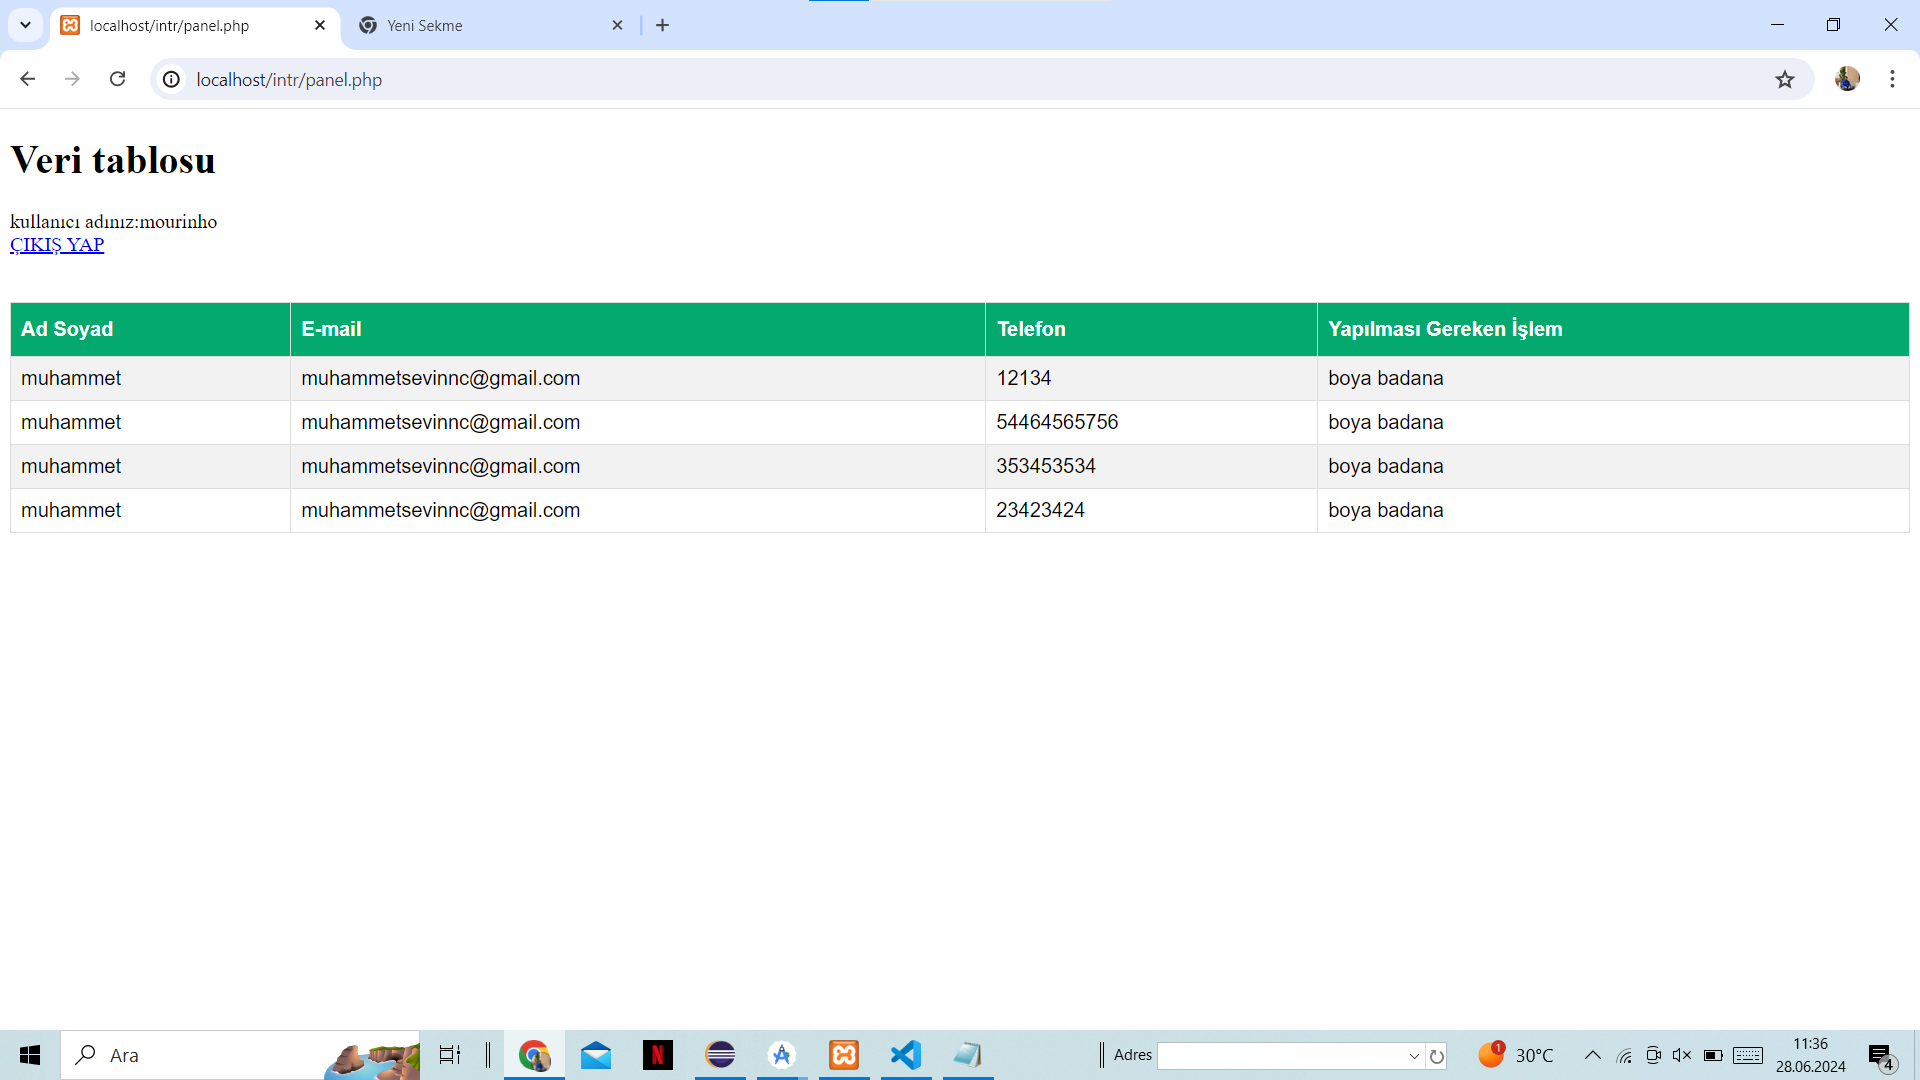 localhost/intr/panel.php
Yeni Sekme
localhost/intr/panel.php
Veri tablosu
kullanıcı adınız:mourinho
ÇIKIŞ YAP
Ad Soyad E-mail Telefon Yapılması Gereken İşlem
muhammet muhammetsevinnc@gmail.com 12134 boya badana
muhammet muhammetsevinnc@gmail.com 54464565756 boya badana
muhammet muhammetsevinnc@gmail.com 353453534 boya badana
muhammet muhammetsevinnc@gmail.com 23423424 boya badana
Ara
N
Adres
1
30°C
11:36
28.06.2024
4